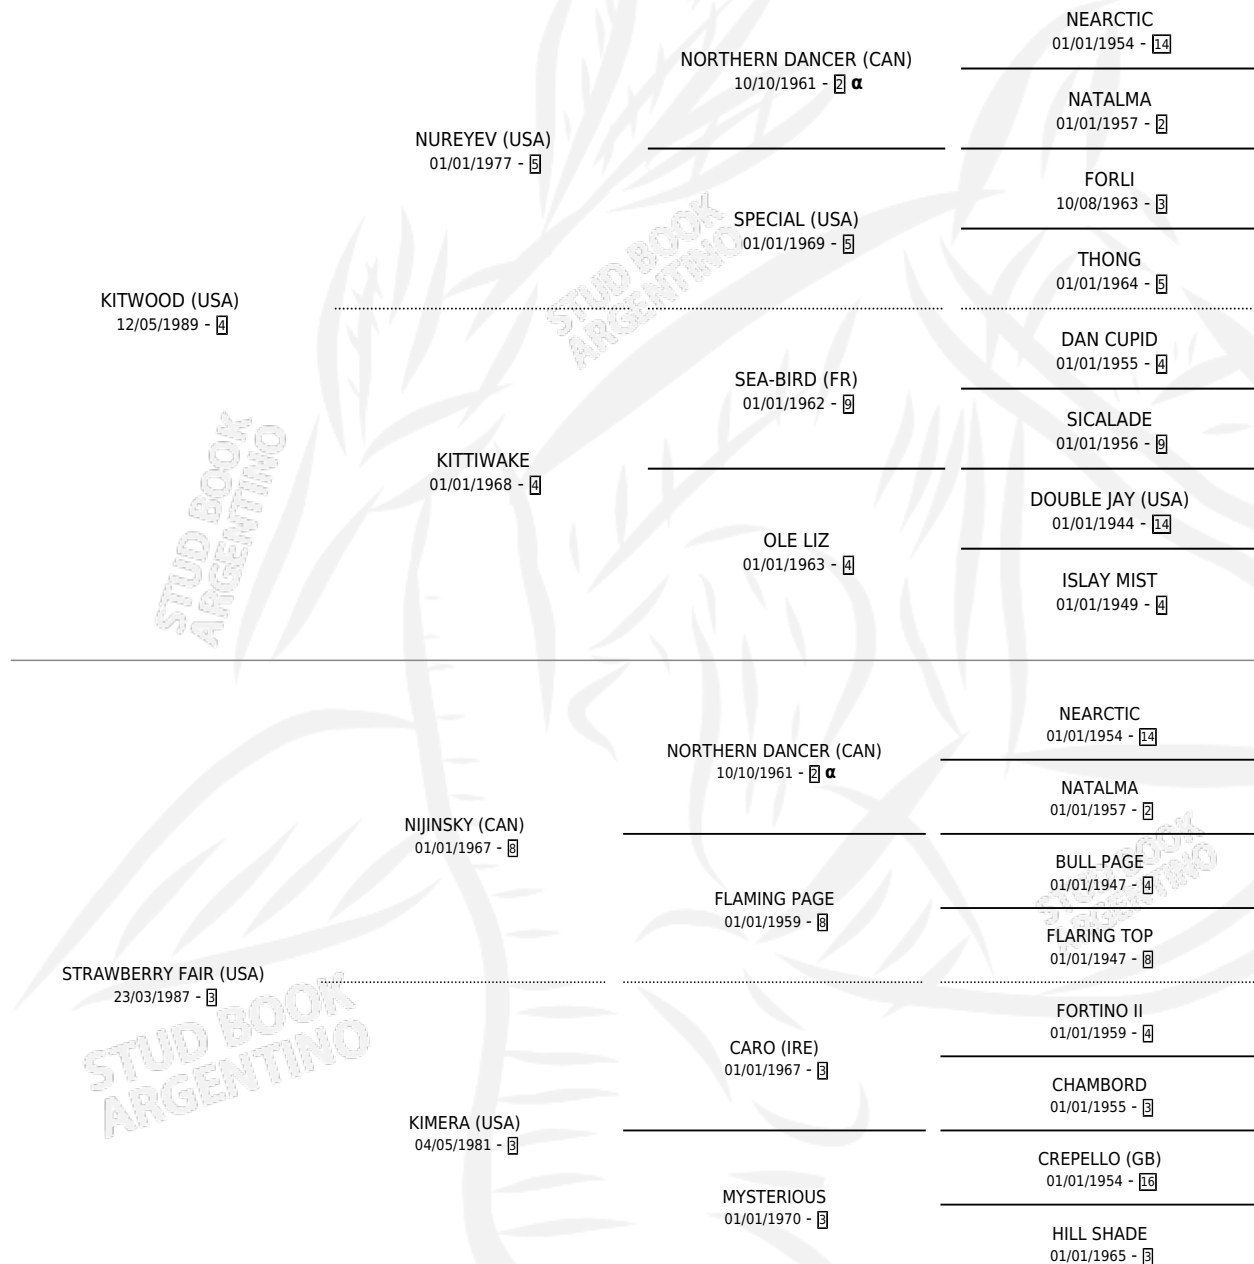 NEARCTIC
01/01/1954 - 14
NORTHERN DANCER (CAN)
10/10/1961 - 2 α
NATALMA
01/01/1957 - 2
NUREYEV (USA)
01/01/1977 - 5
FORLI
10/08/1963 - 3
SPECIAL (USA)
01/01/1969 - 5
THONG
01/01/1964 - 5
KITWOOD (USA)
12/05/1989 - 4
DAN CUPID
01/01/1955 - 4
SEA-BIRD (FR)
01/01/1962 - 9
SICALADE
01/01/1956 - 9
KITTIWAKE
01/01/1968 - 4
DOUBLE JAY (USA)
01/01/1944 - 14
OLE LIZ
01/01/1963 - 4
ISLAY MIST
01/01/1949 - 4
NEARCTIC
01/01/1954 - 14
NORTHERN DANCER (CAN)
10/10/1961 - 2 α
NATALMA
01/01/1957 - 2
NIJINSKY (CAN)
01/01/1967 - 8
BULL PAGE
01/01/1947 - 4
FLAMING PAGE
01/01/1959 - 8
FLARING TOP
01/01/1947 - 8
STRAWBERRY FAIR (USA)
23/03/1987 - 3
FORTINO II
01/01/1959 - 4
CARO (IRE)
01/01/1967 - 3
CHAMBORD
01/01/1955 - 3
KIMERA (USA)
04/05/1981 - 3
CREPELLO (GB)
01/01/1954 - 16
MYSTERIOUS
01/01/1970 - 3
HILL SHADE
01/01/1965 - 3
STUD BOOK
ARGENTINO
STUD BOOK
ARGENTINO
STUD BOOK
ARGENTINO
STUD BOOK
ARGENTINO